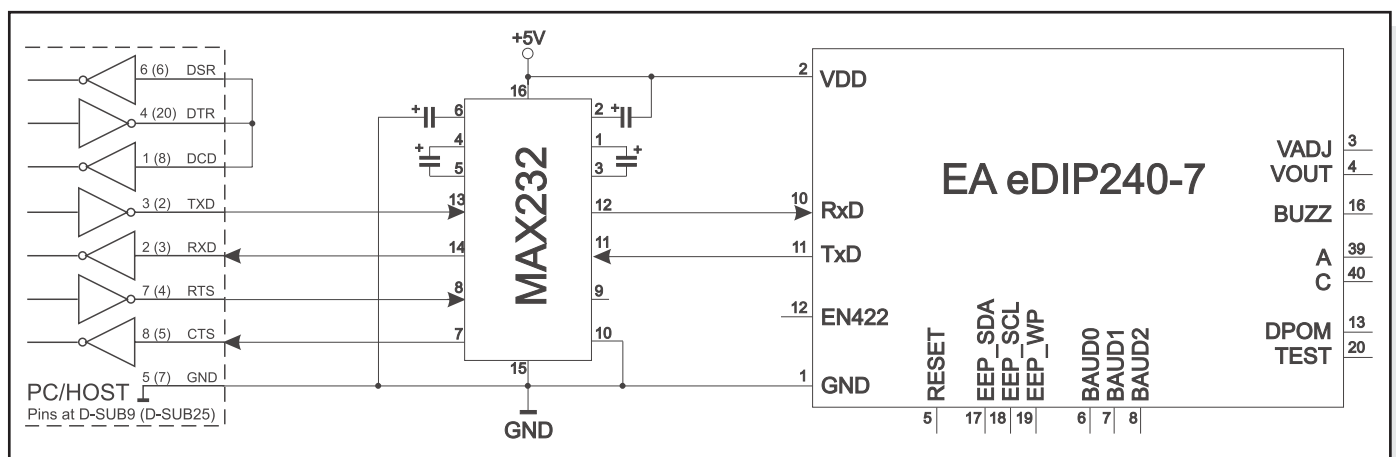 +5V
6 (6) DSR
4 (20) DTR
1 (8) DCD
3 (2) TXD
2 (3) RXD
7 (4) RTS
8 (5) CTS
5 (7) GND
PC/HOST
Pins at D-SUB9 (D-SUB25)
MAX232
16
+ 6
4
+
5
13
14
8
7
15
2 +
1
+
3
12
11
9
10
GND
EA eDIP240-7
2 VDD
10 RxD
11 TxD
12 EN422
1 GND
RESET 5
EEP_SDA 17
EEP_SCL 18
EEP_WP 19
BAUD0 6
BAUD1 7
BAUD2 8
VADJ 3
VOUT 4
BUZZ 16
A 39
C 40
DPOM 13
TEST 20